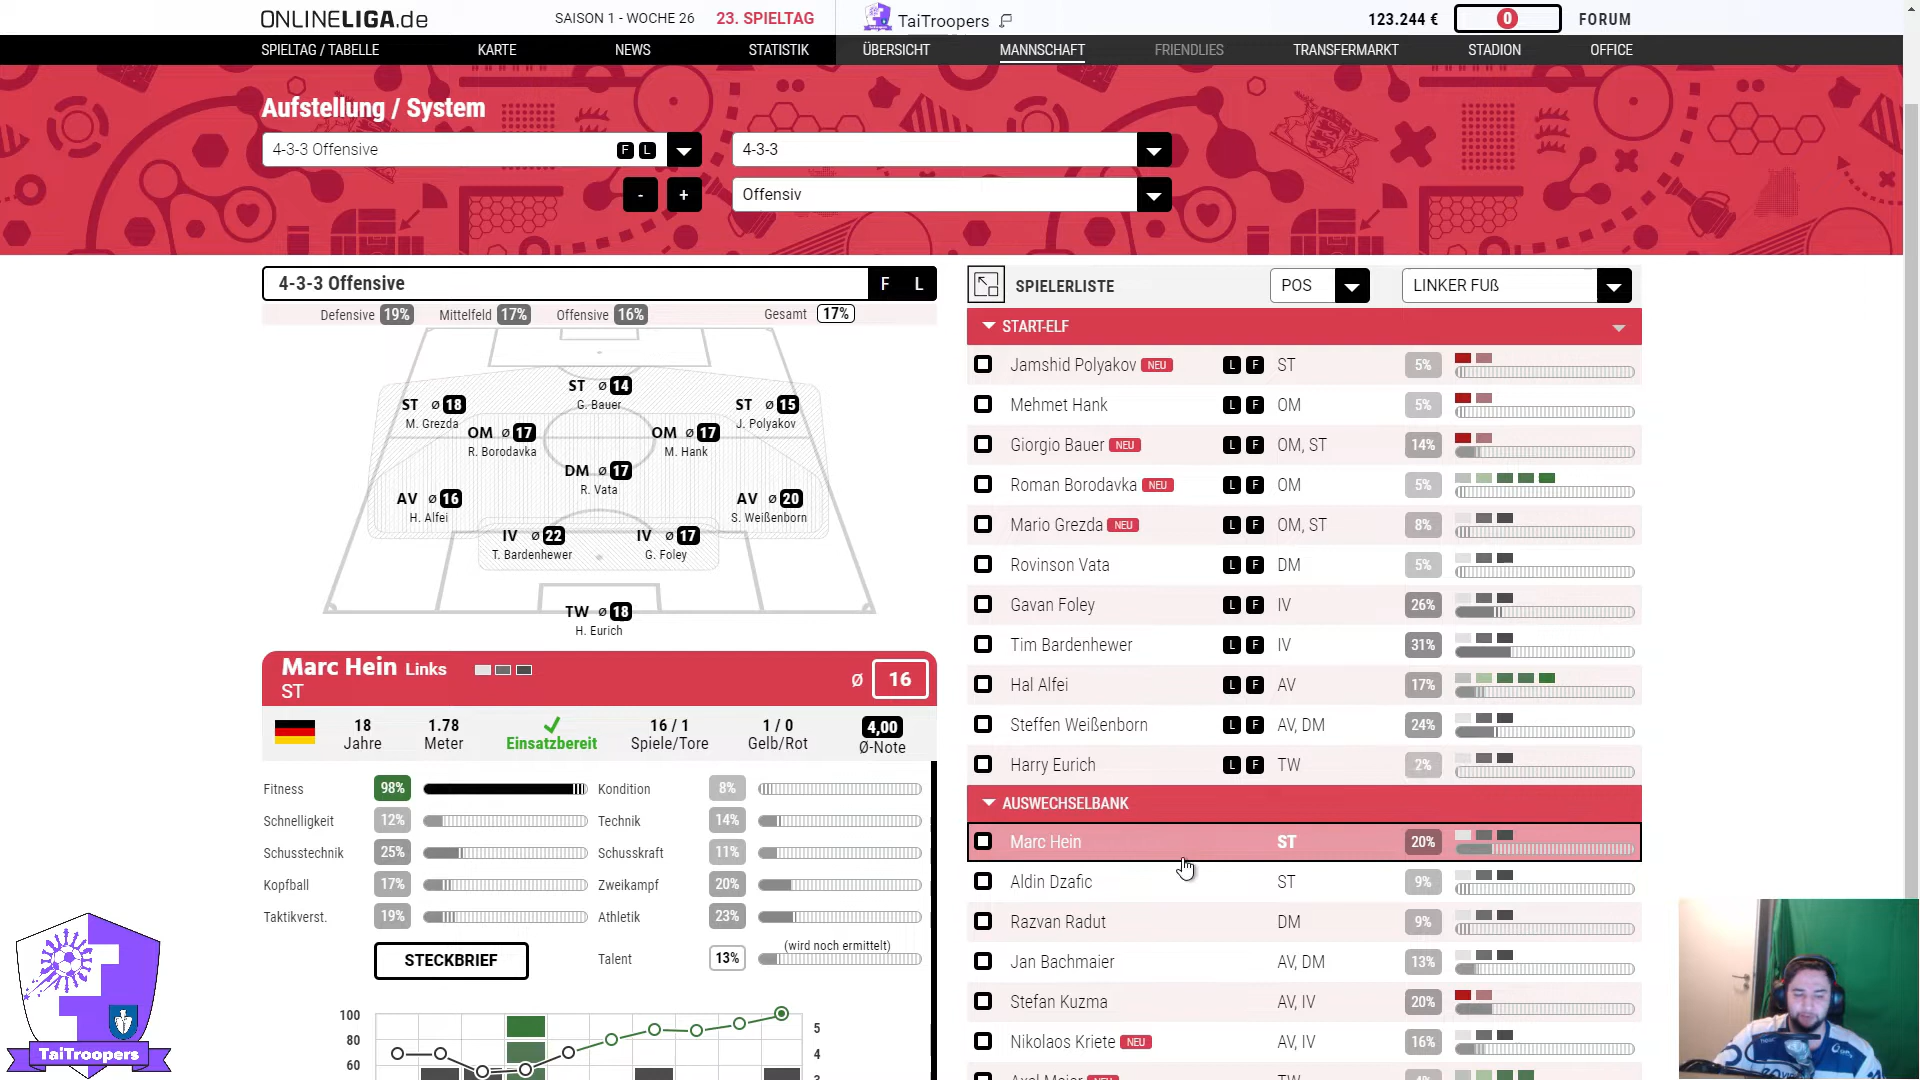 ONLINELIGA.de
SAISON 1 - WOCHE 26 23. SPIELTAG
TaiTroopers
123.244 € 0 FORUM
SPIELTAG / TABELLE KARTE NEWS STATISTIK ÜBERSICHT MANNSCHAFT FRIENDLIES TRANSFERMARKT STADION OFFICE
Aufstellung / System
4-3-3 Offensive F L
4-3-3
- +
Offensiv
4-3-3 Offensive F L
Defensive 19% Mittelfeld 17% Offensive 16% Gesamt 17%
ST ø 14
G. Bauer
ST ø 18
M. Grezda
ST ø 15
J. Polyakov
OM ø 17
R. Borodavka
OM ø 17
M. Hank
DM ø 17
R. Vata
AV ø 16
H. Alfei
AV ø 20
S. Weißenborn
IV ø 22
T. Bardenhewer
IV ø 17
G. Foley
TW ø 18
H. Eurich
Marc Hein Links
ST
Ø 16
18 Jahre
1.78 Meter
Einsatzbereit
16 / 1 Spiele/Tore
1 / 0 Gelb/Rot
4,00 Ø-Note
Fitness 98% Kondition 8%
Schnelligkeit 12% Technik 14%
Schusstechnik 25% Schusskraft 11%
Kopfball 17% Zweikampf 20%
Taktikverst. 19% Athletik 23%
STECKBRIEF
Talent 13% (wird noch ermittelt)
100 5
80 4
60
SPIELERLISTE POS LINKER FUß
START-ELF
Jamshid Polyakov NEU L F ST 5%
Mehmet Hank L F OM 5%
Giorgio Bauer NEU L F OM, ST 14%
Roman Borodavka NEU L F OM 5%
Mario Grezda NEU L F OM, ST 8%
Rovinson Vata L F DM 5%
Gavan Foley L F IV 26%
Tim Bardenhewer L F IV 31%
Hal Alfei L F AV 17%
Steffen Weißenborn L F AV, DM 24%
Harry Eurich L F TW 2%
AUSWECHSELBANK
Marc Hein ST 20%
Aldin Dzafic ST 9%
Razvan Radut DM 9%
Jan Bachmaier AV, DM 13%
Stefan Kuzma AV, IV 20%
Nikolaos Kriete NEU AV, IV 16%
TaiTroopers